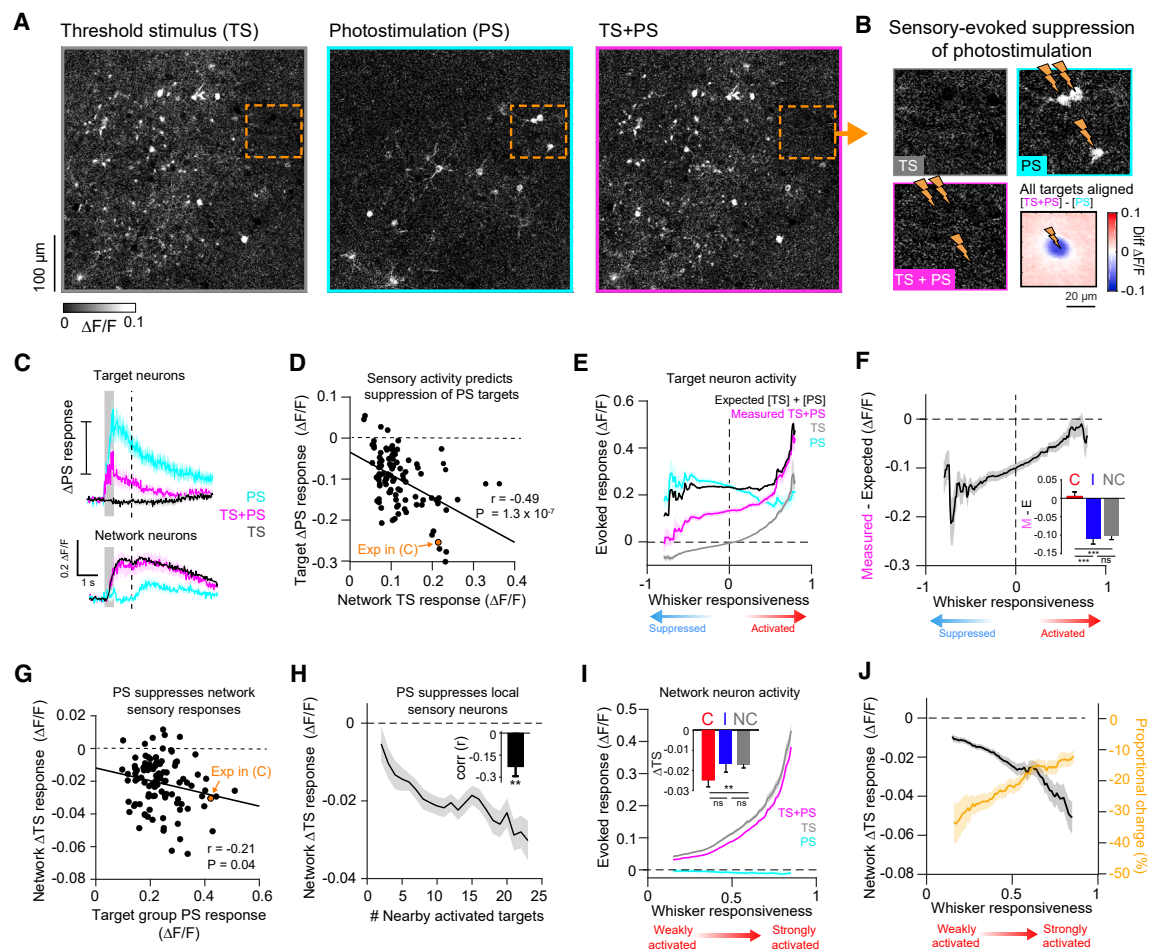 A
Threshold stimulus (TS)
Photostimulation (PS)
TS+PS
100 µm
0 0.1
ΔF/F
B
Sensory-evoked suppression
of photostimulation
TS
PS
TS + PS
All targets aligned
[TS+PS] - [PS]
0.1
0
-0.1
Diff ΔF/F
20 µm
C
Target neurons
ΔPS response
PS
TS+PS
TS
Network neurons
0.2 ΔF/F
1 s
D
Sensory activity predicts
suppression of PS targets
Target ΔPS response (ΔF/F)
0.1
0
-0.1
-0.2
-0.3
r = -0.49
P = 1.3 x 10-7
Exp in (C)
0 0.1 0.2 0.3 0.4
Network TS response (ΔF/F)
E
Target neuron activity
Expected [TS] + [PS]
Measured TS+PS
TS
PS
Evoked response (ΔF/F)
0.6
0.4
0.2
0
-1 0 1
Whisker responsiveness
Suppressed Activated
F
Measured - Expected (ΔF/F)
0
-0.1
-0.2
-0.3
C I NC
M - E
0.05
0
-0.05
-0.10
-0.15
***
*** ns
-1 0 1
Whisker responsiveness
Suppressed Activated
G
PS suppresses network
sensory responses
Network ΔTS response (ΔF/F)
0.02
0
-0.02
-0.04
-0.06
-0.08
Exp in (C)
r = -0.21
P = 0.04
0 0.2 0.4 0.6
Target group PS response
(ΔF/F)
H
PS suppresses local
sensory neurons
Network ΔTS response (ΔF/F)
0
-0.02
-0.04
corr (r)
0
-0.15
-0.3
**
0 5 10 15 20 25
# Nearby activated targets
I
Network neuron activity
Evoked response (ΔF/F)
0.5
0.4
0.3
0.2
0.1
0
C I NC
ΔTS
0
-0.01
-0.02
-0.03
**
ns ns
TS+PS
TS
PS
0 0.5 1
Whisker responsiveness
Weakly
activated
Strongly
activated
J
Network ΔTS response (ΔF/F)
0
-0.02
-0.04
-0.06
-0.08
0
-10
-20
-30
-40
-50
Proportional change (%)
0 0.5 1
Whisker responsiveness
Weakly
activated
Strongly
activated